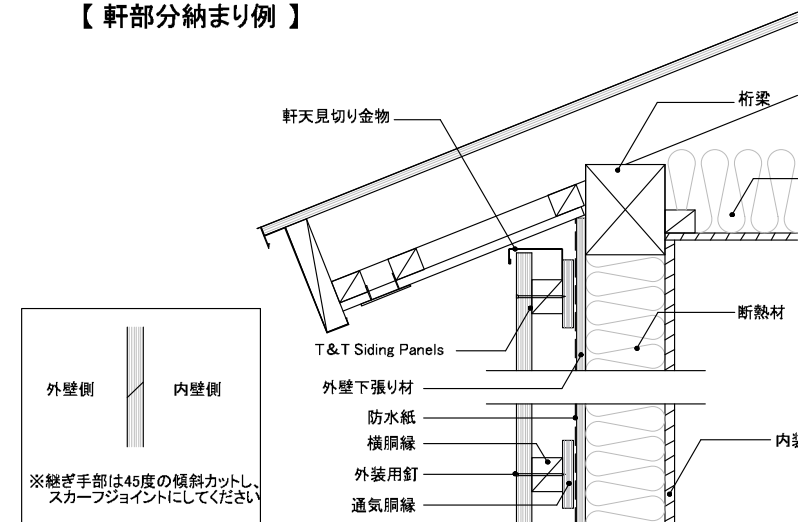 【 軒部分納まり例 】
桁梁
軒天見切り金物
断熱材
T&T Siding Panels
外壁下張り材
防水紙
横胴縁
外装用釘
通気胴縁
内装
外壁側
内壁側
※継ぎ手部は45度の傾斜カットし、
スカーフジョイントにしてください